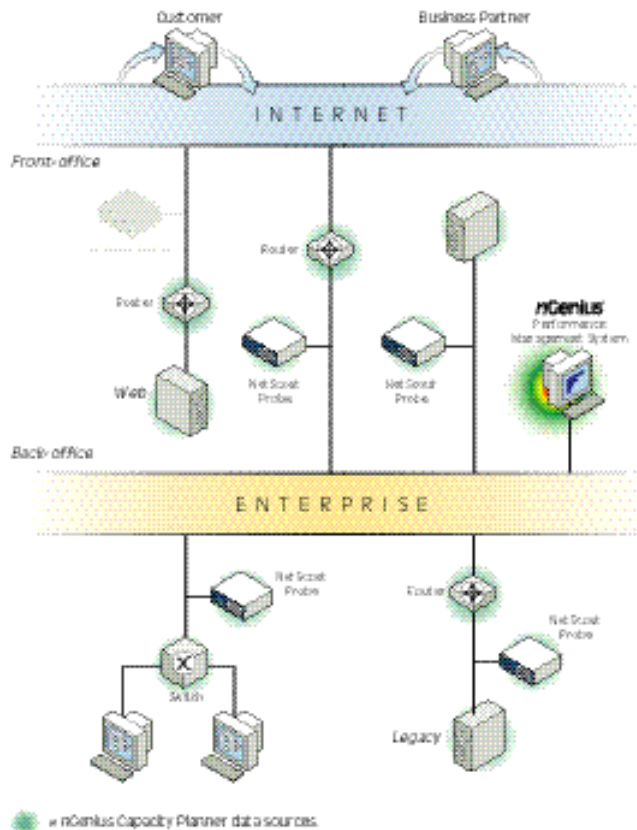 Customer
Business Partner
INTERNET
Front-office
Router
Router
nGenius
Performance
Management System
NetScout
Probe
NetScout
Probe
Web
Back-office
ENTERPRISE
NetScout
Probe
Router
NetScout
Probe
Switch
Legacy
= nGenius Capacity Planner data sources.